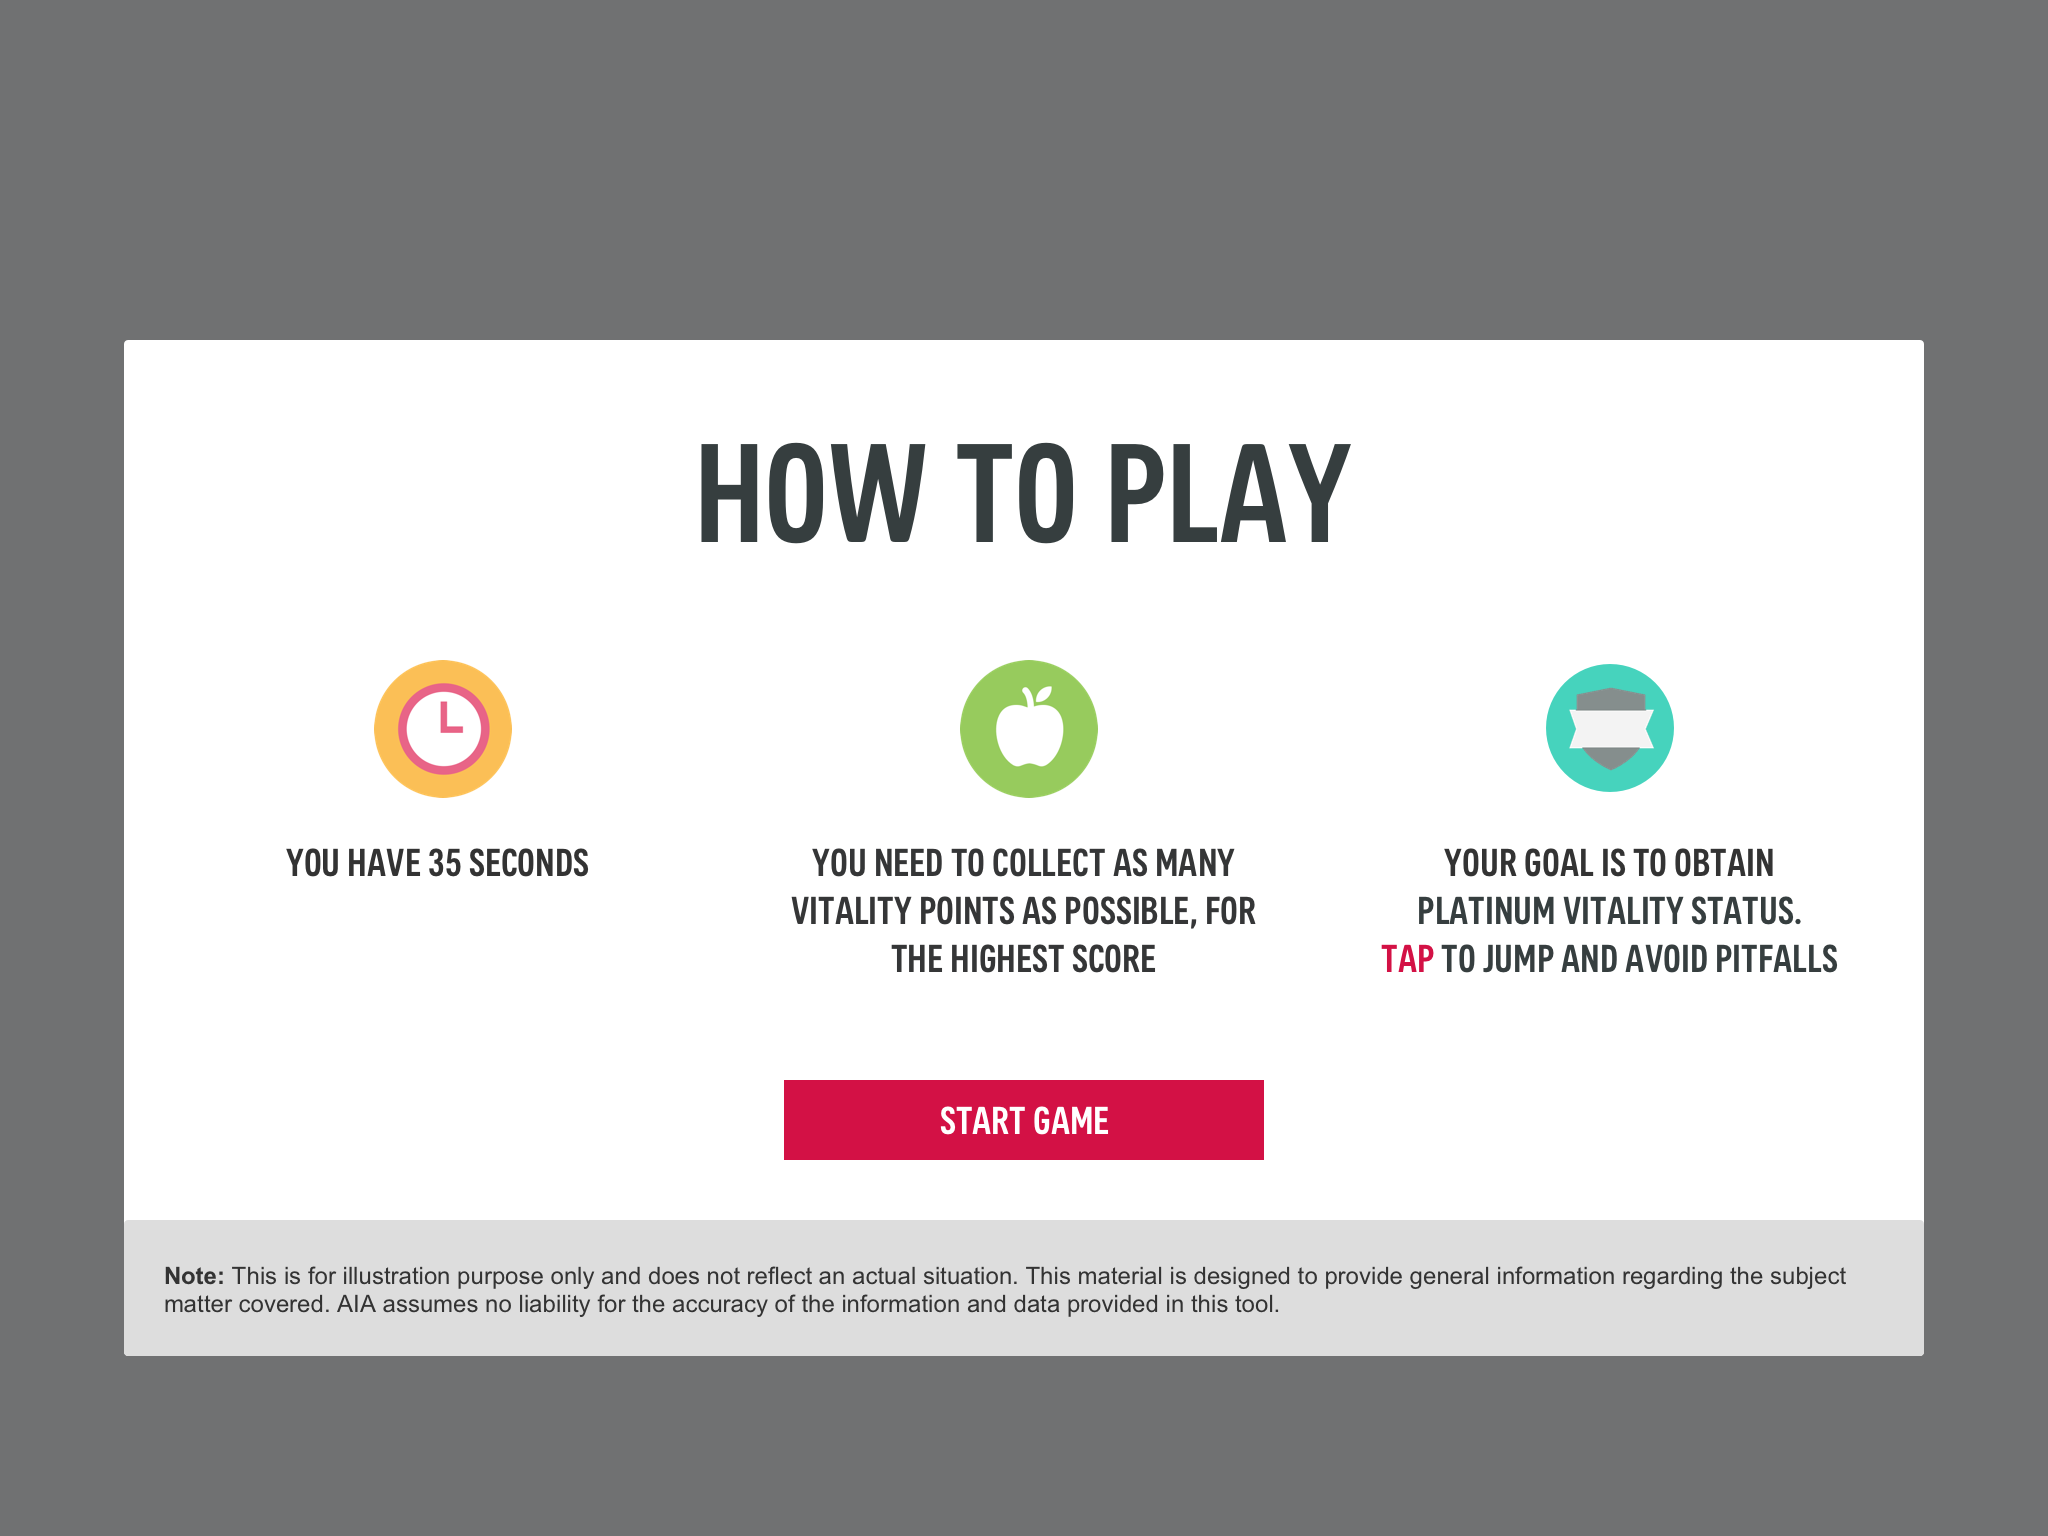 HOW TO PLAY
YOU HAVE 35 SECONDS
YOU NEED TO COLLECT AS MANY
VITALITY POINTS AS POSSIBLE, FOR
THE HIGHEST SCORE
YOUR GOAL IS TO OBTAIN
PLATINUM VITALITY STATUS.
TAP TO JUMP AND AVOID PITFALLS
START GAME
Note: This is for illustration purpose only and does not reflect an actual situation. This material is designed to provide general information regarding the subject
matter covered. AIA assumes no liability for the accuracy of the information and data provided in this tool.